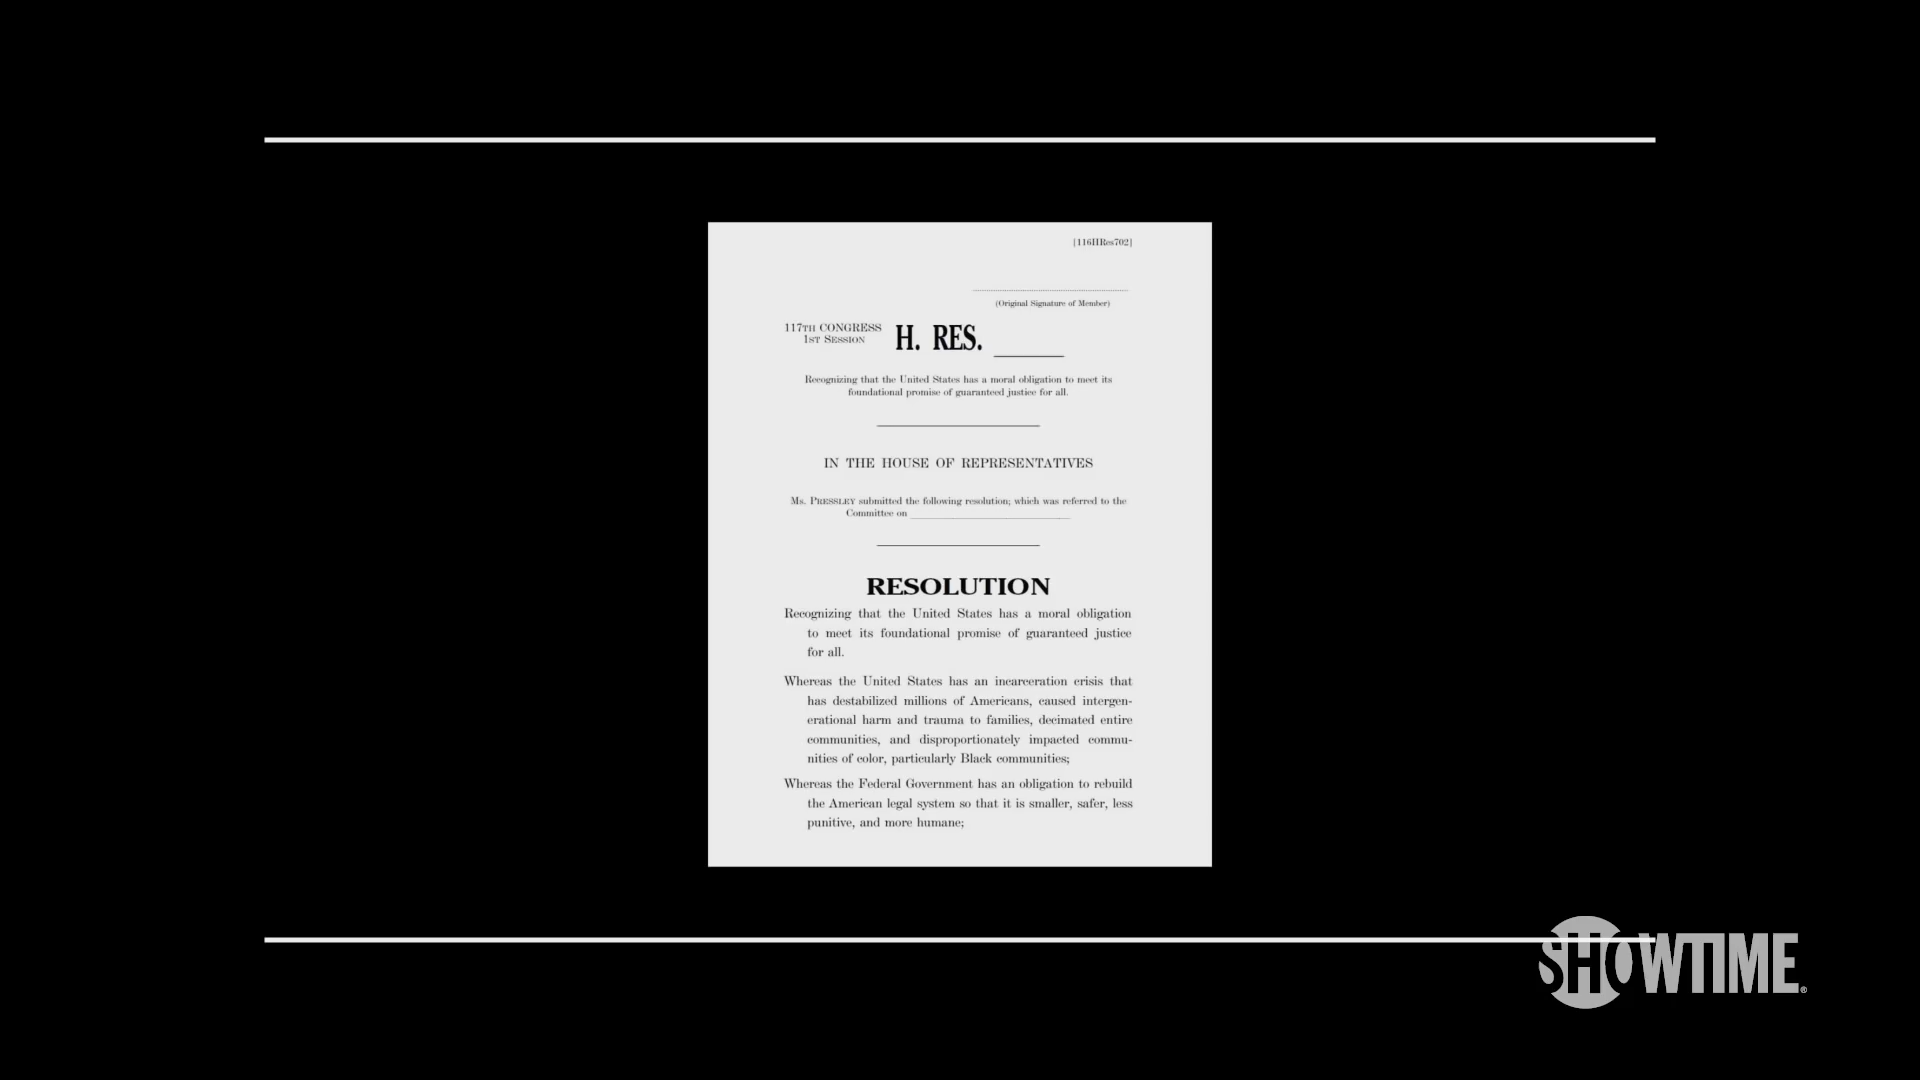 [116HRes702]
(Original Signature of Member)
117TH CONGRESS
1ST SESSION
H. RES.
Recognizing that the United States has a moral obligation to meet its
foundational promise of guaranteed justice for all.
IN THE HOUSE OF REPRESENTATIVES
Ms. PRESSLEY submitted the following resolution; which was referred to the
Committee on
RESOLUTION
Recognizing that the United States has a moral obligation
to meet its foundational promise of guaranteed justice
for all.
Whereas the United States has an incarceration crisis that
has destabilized millions of Americans, caused intergen-
erational harm and trauma to families, decimated entire
communities, and disproportionately impacted commu-
nities of color, particularly Black communities;
Whereas the Federal Government has an obligation to rebuild
the American legal system so that it is smaller, safer, less
punitive, and more humane;
SHOWTIME®